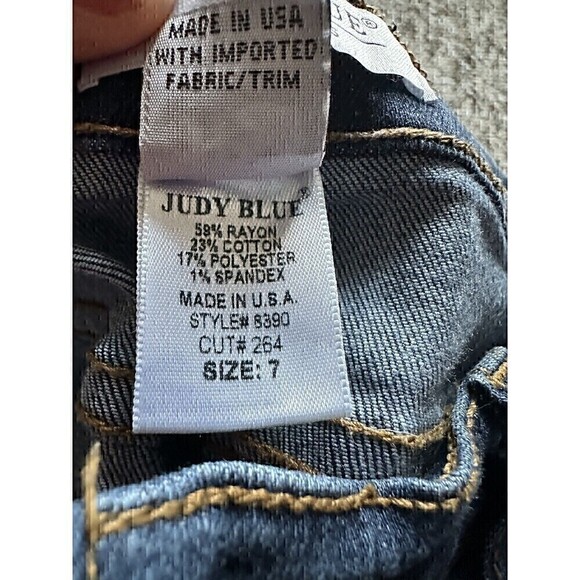 MADE IN USA
WITH IMPORTED
FABRIC/TRIM
JUDY BLUE®
59% RAYON
23% COTTON
17% POLYESTER
1% SPANDEX
MADE IN U.S.A.
STYLE# 8390
CUT# 264
SIZE: 7